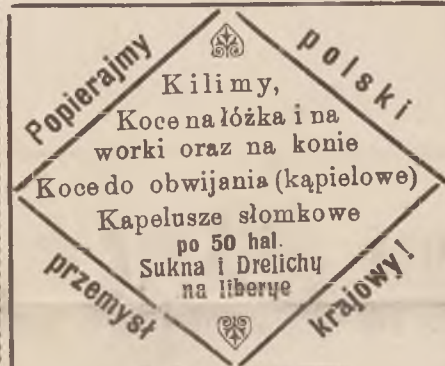 Popierajmy
polski
Kilimy,
Koce na łóżka i na
worki oraz na konie
Koce do obwijania (kąpielowe)
Kapelusze słomkowe
po 50 hal.
Sukna i Drelichy
na liberye
przemysł
krajowy!